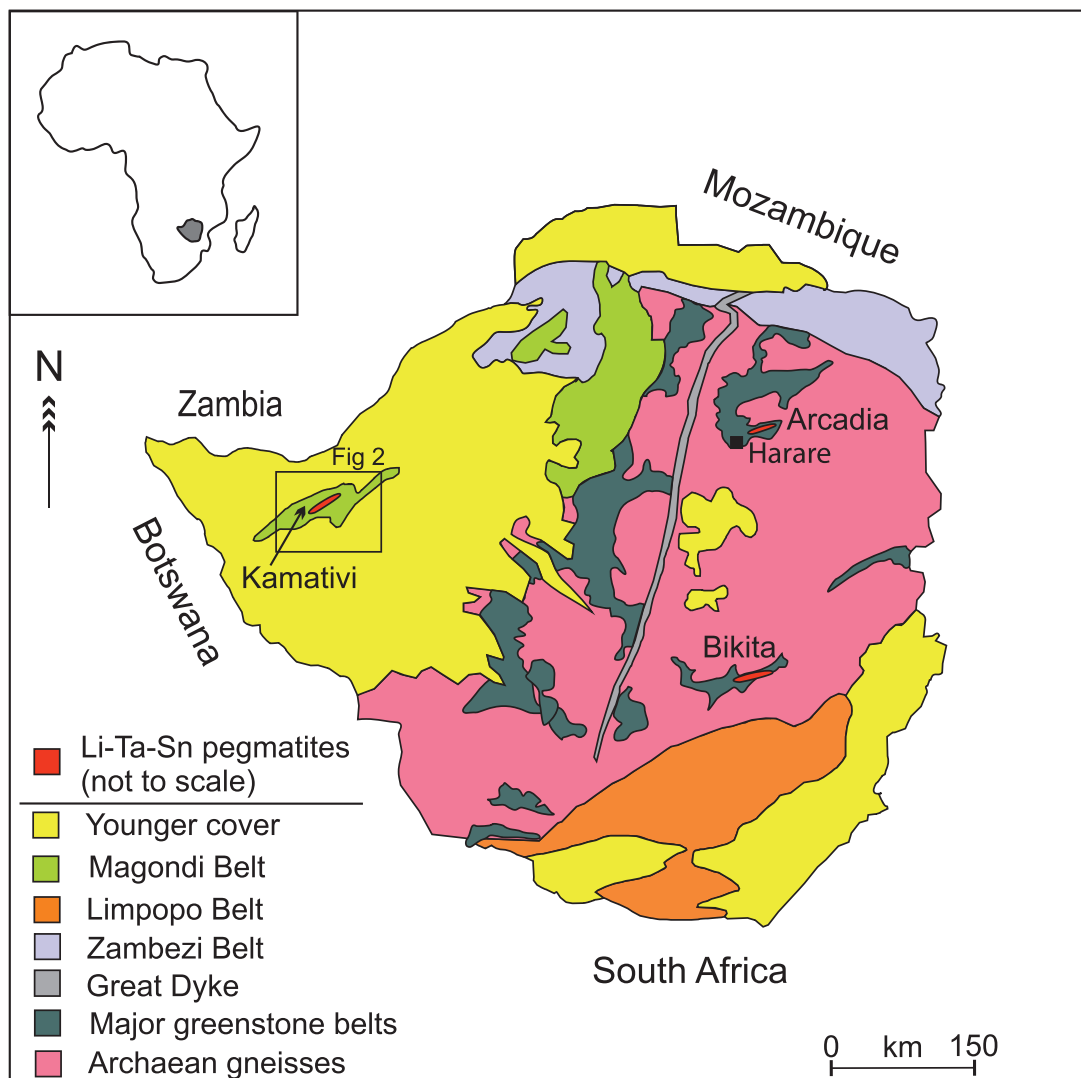 Mozambique
N
Zambia
Fig 2
Arcadia
Harare
Botswana
Kamativi
Bikita
Li-Ta-Sn pegmatites
(not to scale)
Younger cover
Magondi Belt
Limpopo Belt
Zambezi Belt
Great Dyke
Major greenstone belts
Archaean gneisses
South Africa
0 km 150